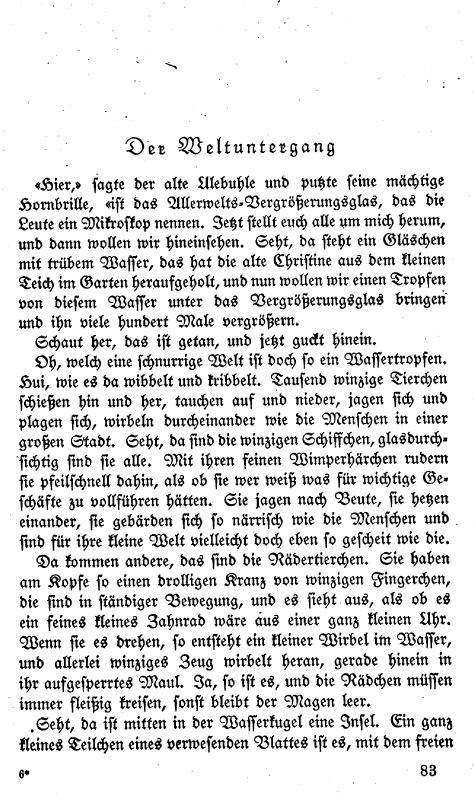 Der Weltuntergang
«Hier,» sagte der alte Ulebuhle und putzte seine mächtige
Hornbrille, «ist das Allerwelts-Vergrößerungsglas, das die
Leute ein Mikroskop nennen. Jetzt stellt euch alle um mich herum,
und dann wollen wir hineinsehen. Seht, da steht ein Gläschen
mit trübem Wasser, das hat die alte Christine aus dem kleinen
Teich im Garten heraufgeholt, und nun wollen wir einen Tropfen
von diesem Wasser unter das Vergrößerungsglas bringen
und ihn viele hundert Male vergrößern.
Schaut her, das ist getan, und jetzt guckt hinein.
Oh, welch eine schnurrige Welt ist doch so ein Wassertropfen.
Hui, wie es da wibbelt und kribbelt. Tausend winzige Tierchen
schießen hin und her, tauchen auf und nieder, jagen sich und
plagen sich, wirbeln durcheinander wie die Menschen in einer
großen Stadt. Seht, da sind die winzigen Schiffchen, glasdurch-
sichtig sind sie alle. Mit ihren feinen Wimperhärchen rudern
sie pfeilschnell dahin, als ob sie wer weiß was für wichtige Ge-
schäfte zu vollführen hätten. Sie jagen nach Beute, sie hetzen
einander, sie gebärden sich so närrisch wie die Menschen und
sind für ihre kleine Welt vielleicht doch eben so gescheit wie die.
Da kommen andere, das sind die Rädertierchen. Sie haben
am Kopfe so einen drolligen Kranz von winzigen Fingerchen,
die sind in ständiger Bewegung, und es sieht aus, als ob es
ein feines kleines Zahnrad wäre aus einer ganz kleinen Uhr.
Wenn sie es drehen, so entsteht ein kleiner Wirbel im Wasser,
und allerlei winziges Zeug wirbelt heran, gerade hinein in
ihr aufgesperrtes Maul. Ja, so ist es, und die Rädchen müssen
immer fleißig kreisen, sonst bleibt der Magen leer.
Seht, da ist mitten in der Wasserkugel eine Insel. Ein ganz
kleines Teilchen eines verwesenden Blattes ist es, mit dem freien
6* 83